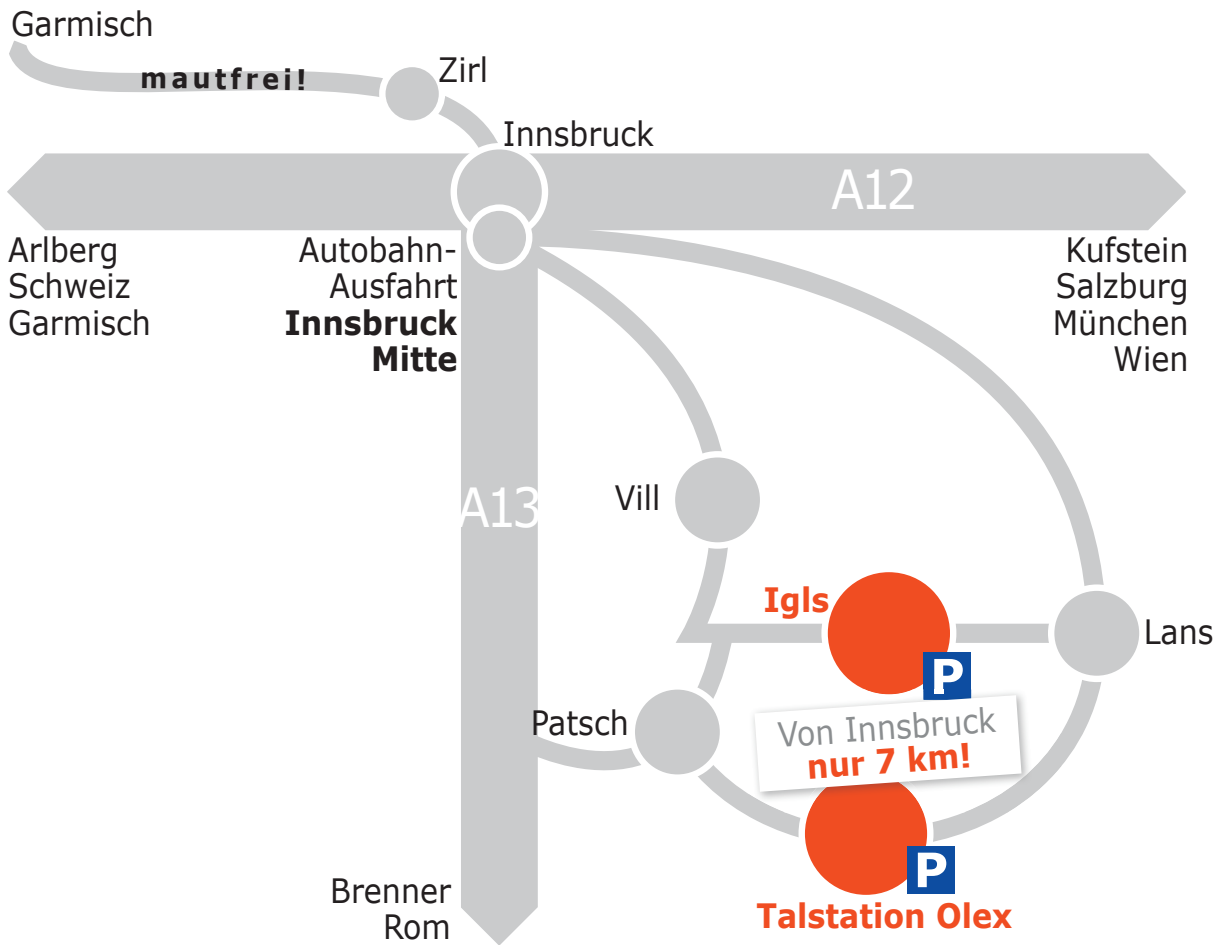 Garmisch
mautfrei!
Zirl
Innsbruck
A12
Arlberg
Schweiz
Garmisch
Autobahn-
Ausfahrt
Innsbruck
Mitte
Kufstein
Salzburg
München
Wien
A13
Vill
Igls
Lans
P
Patsch
Von Innsbruck
nur 7 km!
P
Talstation Olex
Brenner
Rom